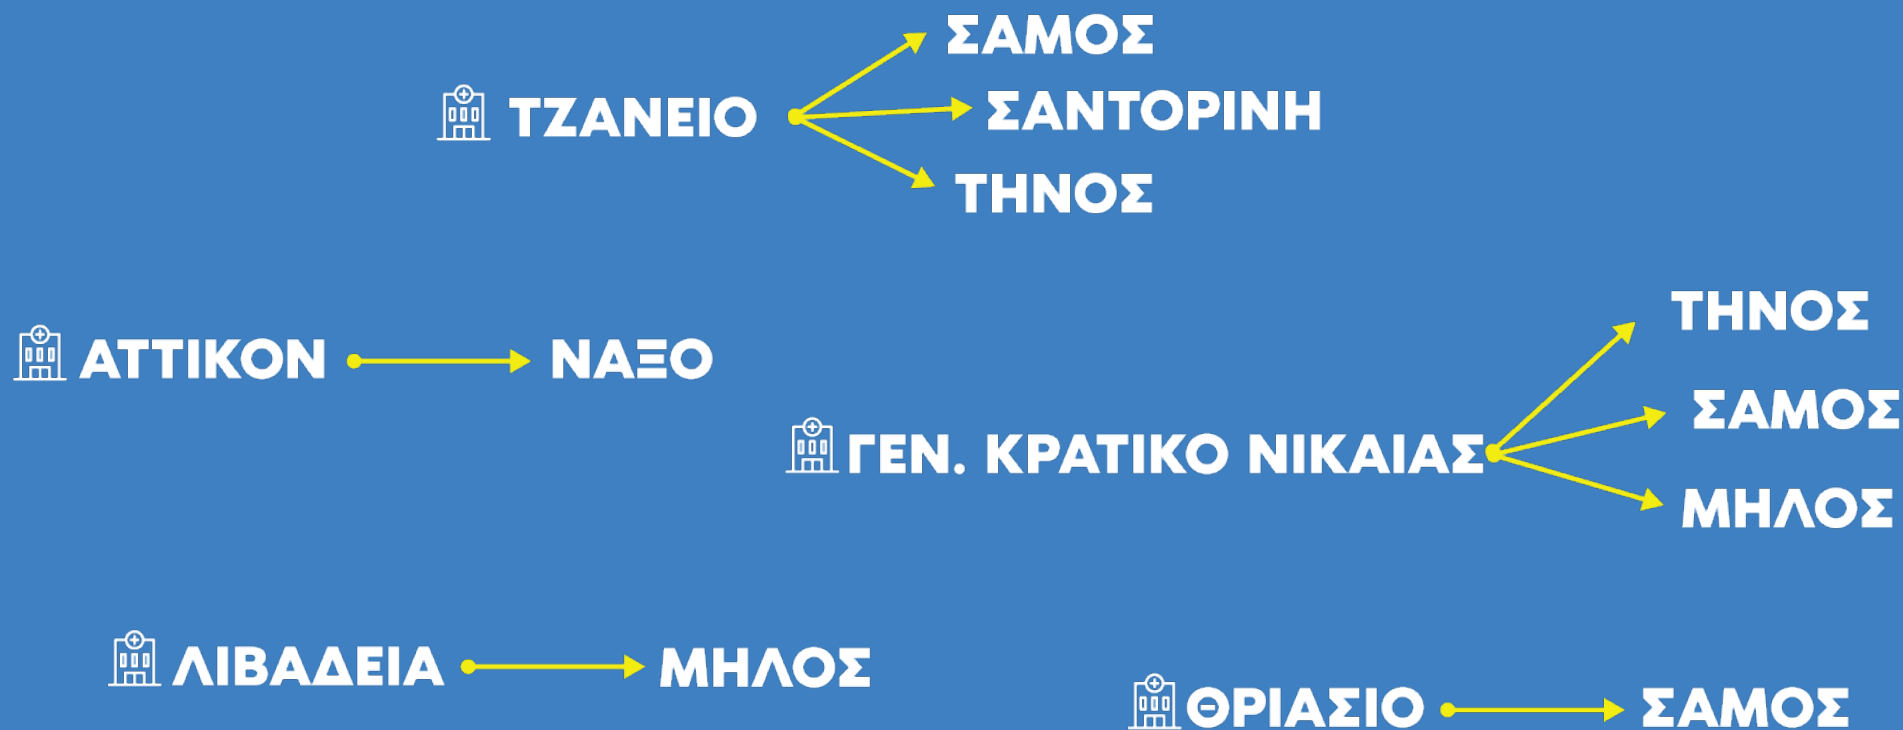 ΣΑΜΟΣ
ΤΖΑΝΕΙΟ
ΣΑΝΤΟΡΙΝΗ
ΤΗΝΟΣ
ΑΤΤΙΚΟΝ
ΝΑΞΟ
ΤΗΝΟΣ
ΣΑΜΟΣ
ΓΕΝ. ΚΡΑΤΙΚΟ ΝΙΚΑΙΑΣ
ΜΗΛΟΣ
ΛΙΒΑΔΕΙΑ
ΜΗΛΟΣ
ΘΡΙΑΣΙΟ
ΣΑΜΟΣ